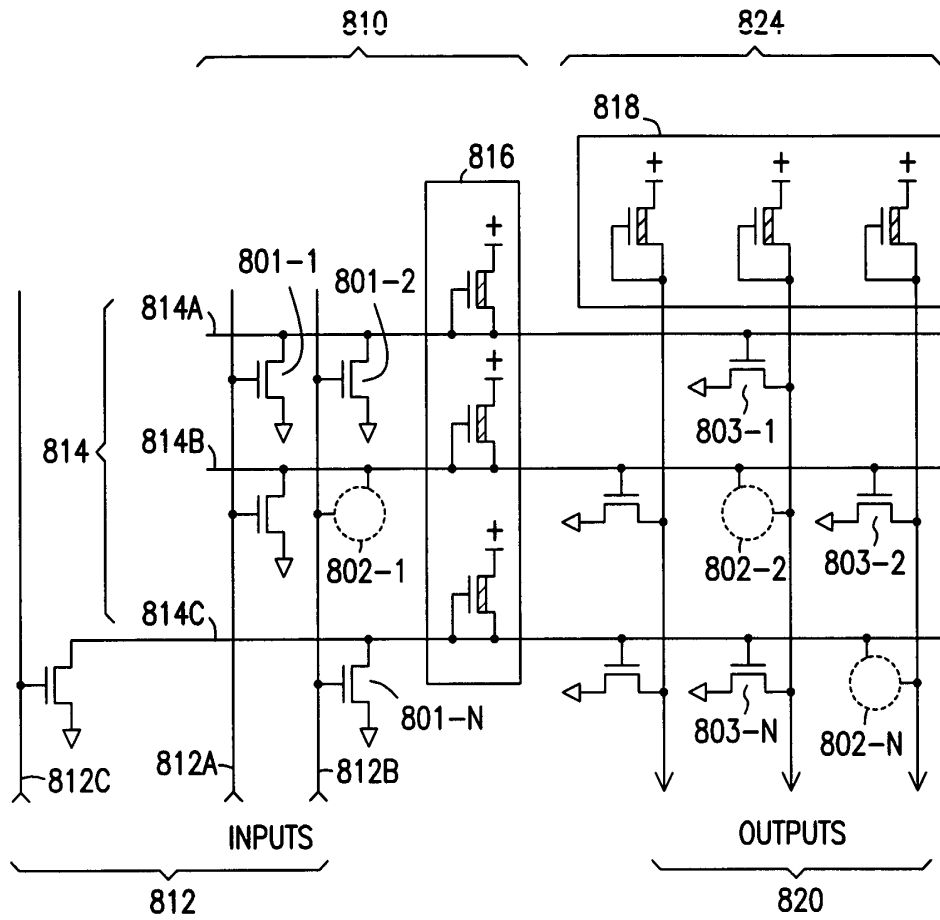 810
824
818
816
+
+
+
+
801-1
801-2
814A
+
803-1
814
814B
802-1
802-2
803-2
+
814C
801-N
803-N
802-N
812C
812A
812B
INPUTS
OUTPUTS
812
820